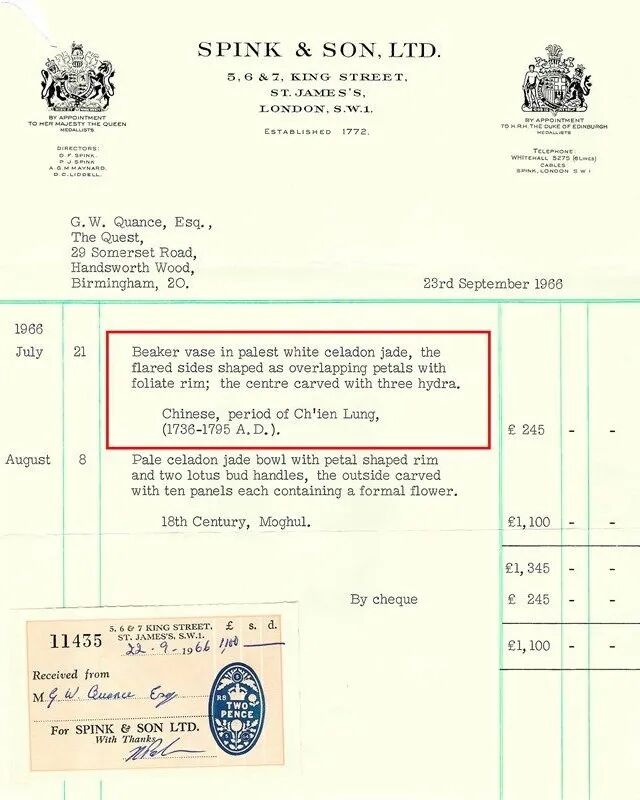 SPINK & SON, LTD.
5, 6 & 7, KING STREET,
ST. JAMES'S,
LONDON, S.W.1.
ESTABLISHED 1772.
BY APPOINTMENT
TO HER MAJESTY THE QUEEN
MEDALLISTS
DIRECTORS:
D. F. SPINK.
P. J SPINK
A. G. M MAYNARD.
D. C. LIDDELL.
BY APPOINTMENT
TO H.R.H. THE DUKE OF EDINBURGH
MEDALLISTS
TELEPHONE:
WHITEHALL 5275 (6 LINES)
CABLES
SPINK, LONDON S W 1
G. W. Quance, Esq.,
The Quest,
29 Somerset Road,
Handsworth Wood,
Birmingham, 20.
23rd September 1966
1966
July 21 Beaker vase in palest white celadon jade, the
flared sides shaped as overlapping petals with
foliate rim; the centre carved with three hydra.
Chinese, period of Ch'ien Lung,
(1736-1795 A.D.). £ 245 - -
August 8 Pale celadon jade bowl with petal shaped rim
and two lotus bud handles, the outside carved
with ten panels each containing a formal flower.
18th Century, Moghul. £1,100 - -
£1,345 - -
By cheque £ 245 - -
£1,100 - -
5, 6 & 7 KING STREET, £ s. d.
11435 ST. JAMES'S, S.W.1.
22-9-1966 1,100
Received from
M. G W Quance Esq
TWO
PENCE
For SPINK & SON LTD.
With Thanks